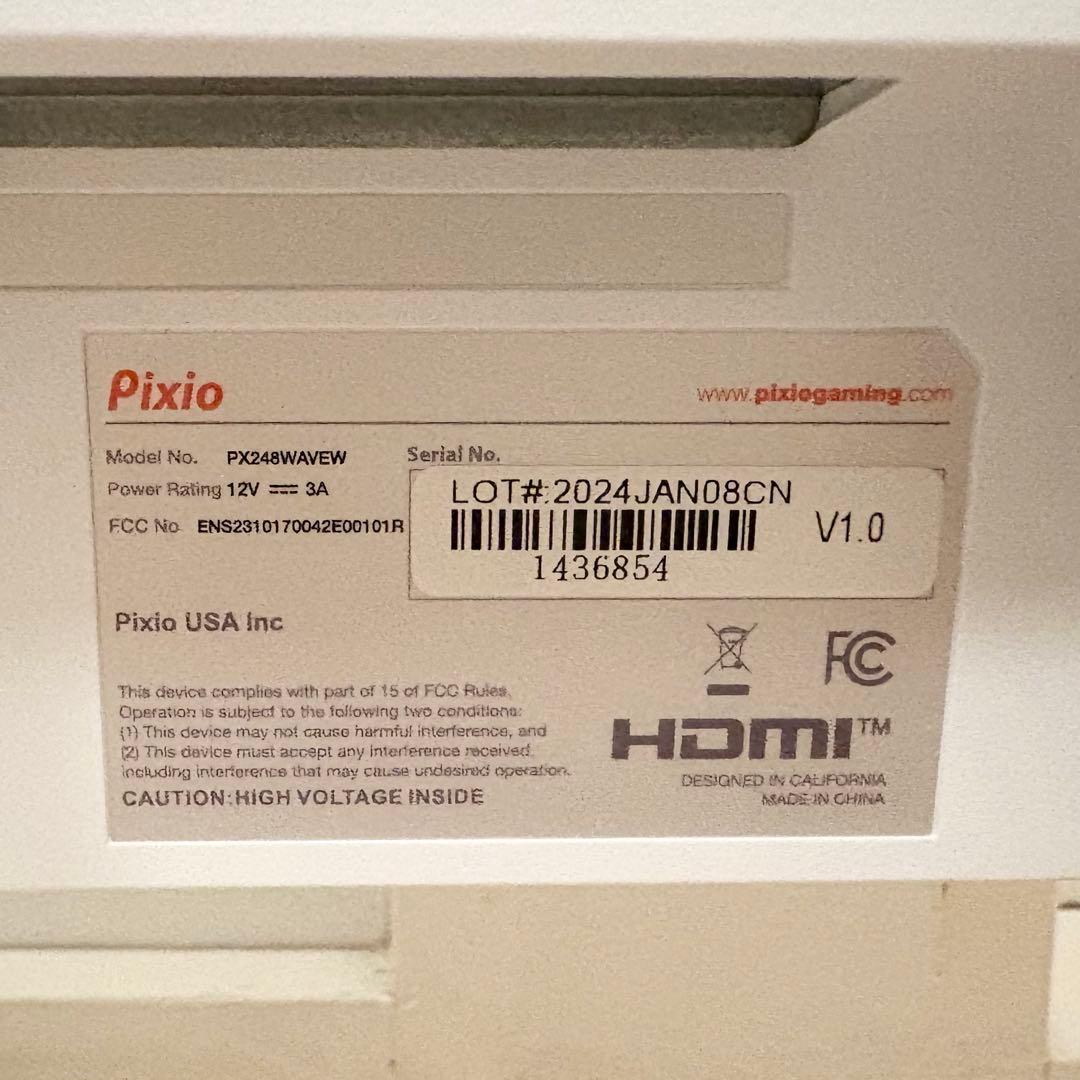 Pixio
www.pixiogaming.com
Model No. PX248WAVEW
Power Rating 12V ⎓ 3A
FCC No ENS2310170042E00101R
Serial No.
LOT#:2024JAN08CN
V1.0
1436854
Pixio USA Inc
This device complies with part of 15 of FCC Rules.
Operation is subject to the following two conditions:
(1) This device may not cause harmful interference, and
(2) This device must accept any interference received,
including interference that may cause undesired operation.
CAUTION:HIGH VOLTAGE INSIDE
FC
HDMI™
DESIGNED IN CALIFORNIA
MADE IN CHINA